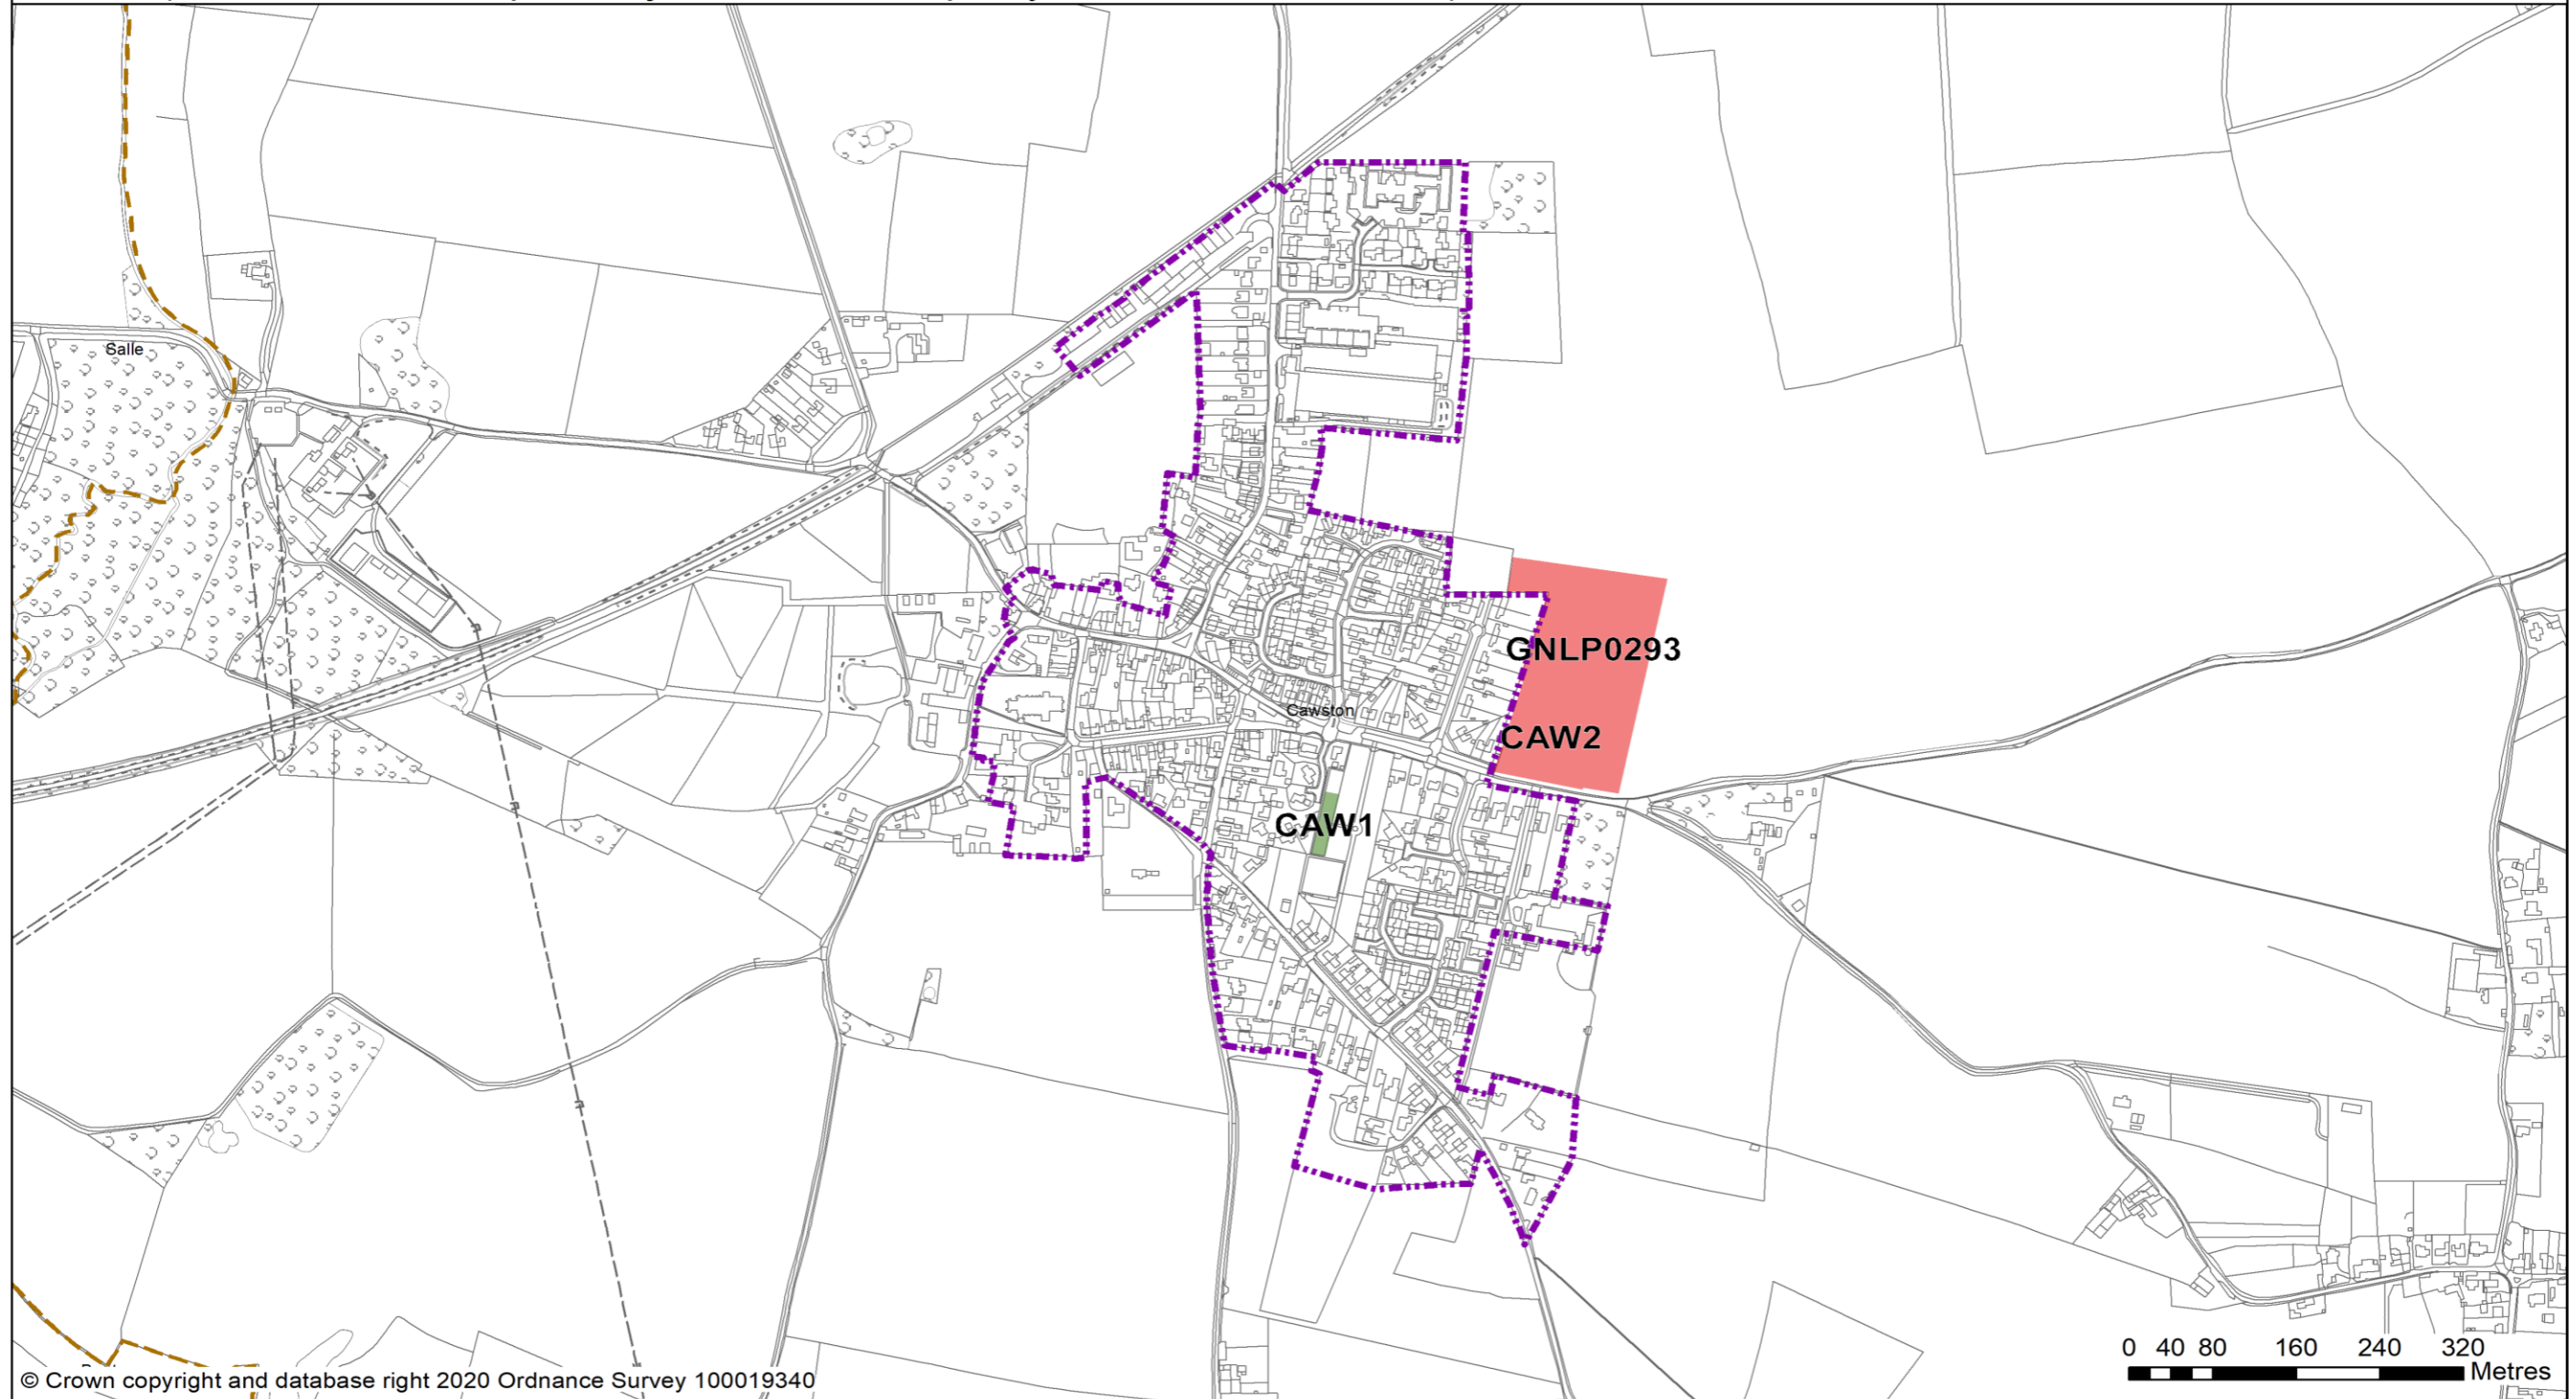 Salle
GNLP0293
Cawston
CAW2
CAW1
0 40 80 160 240 320
Metres
© Crown copyright and database right 2020 Ordnance Survey 100019340